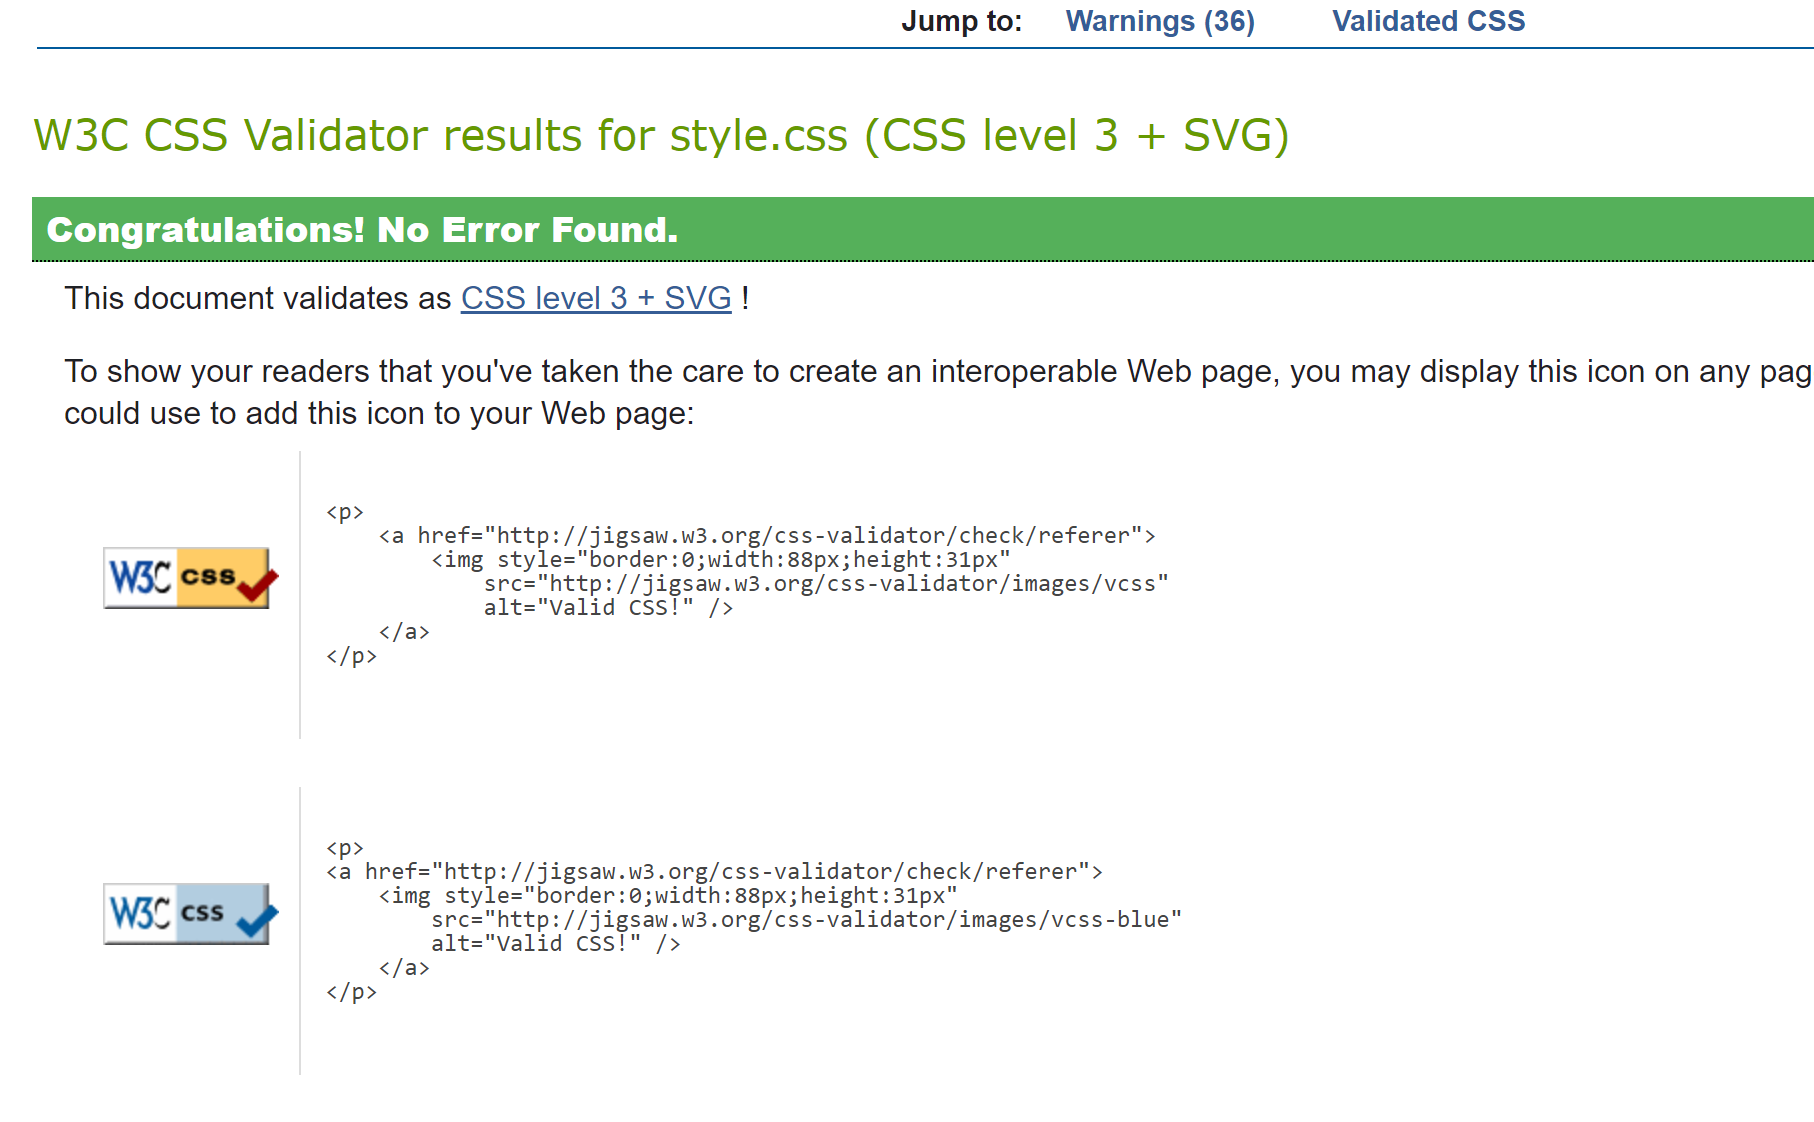 Jump to: Warnings (36) Validated CSS
W3C CSS Validator results for style.css (CSS level 3 + SVG)
Congratulations! No Error Found.
This document validates as CSS level 3 + SVG !
To show your readers that you've taken the care to create an interoperable Web page, you may display this icon on any pag
could use to add this icon to your Web page:
<p>
<a href="http://jigsaw.w3.org/css-validator/check/referer">
<img style="border:0;width:88px;height:31px"
W3C css
src="http://jigsaw.w3.org/css-validator/images/vcss"
alt="Valid CSS!" />
</a>
</p>
<p>
<a href="http://jigsaw.w3.org/css-validator/check/referer">
<img style="border:0;width:88px;height:31px"
W3C css
src="http://jigsaw.w3.org/css-validator/images/vcss-blue"
alt="Valid CSS!" />
</a>
</p>